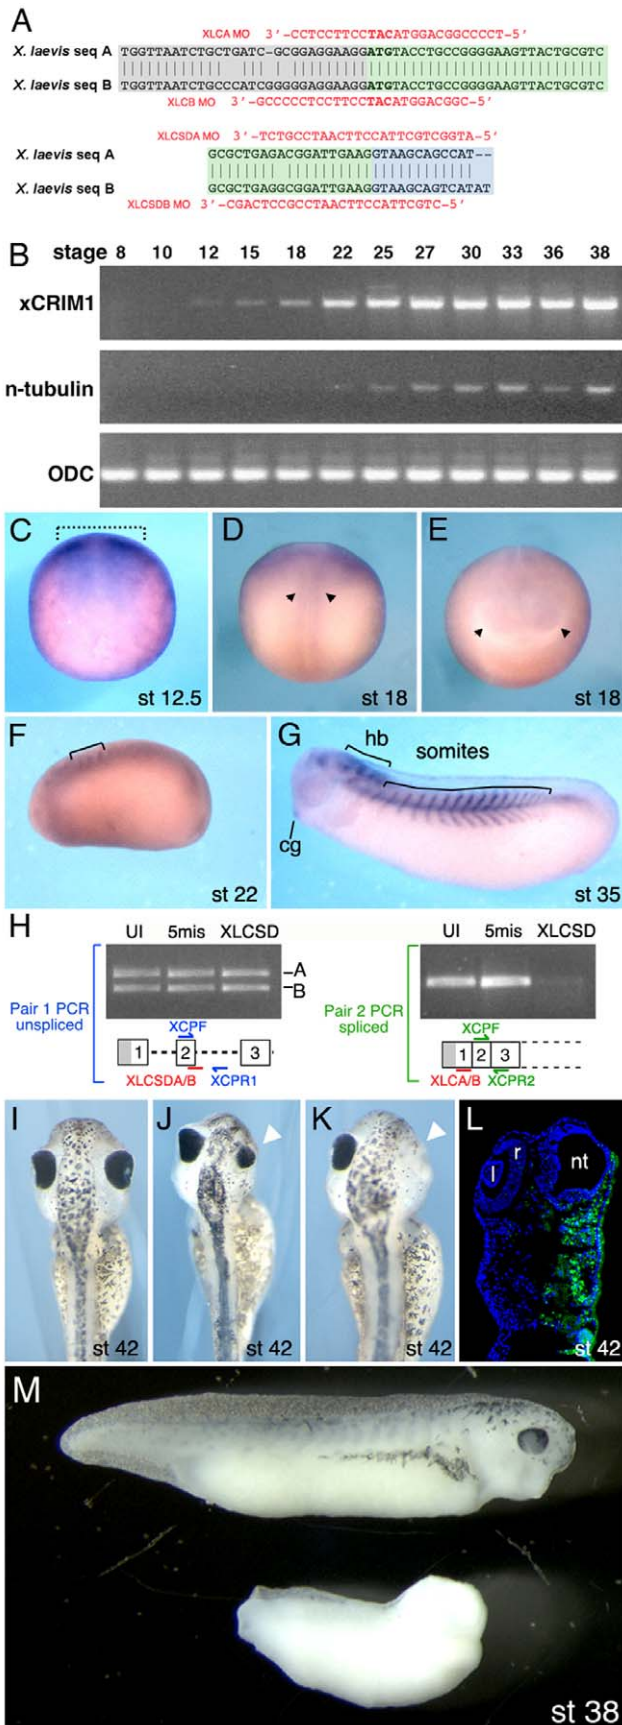 A
XLCA MO 3'-CCTCCTTCCTACATGGACGGCCCCT-5'
X. laevis seq A TGGTTAATCTGCTGATC-GCGGAGGAAGGATGTACCTGCCGGGGAAGTTACTGCGTC
X. laevis seq B TGGTTAATCTGCCCATCGGGGGAGGAAGGATGTACCTGCCGGGGAAGTTACTGCGTC
XLCB MO 3'-GCCCCCTCCTTCCTACATGGACGGC-5'
XLCSDA MO 3'-TCTGCCTAACTTCCATTCGTCGGTA-5'
X. laevis seq A GCGCTGAGACGGATTGAAGGTAAGCAGCCAT--
X. laevis seq B GCGCTGAGGCGGATTGAAGGTAAGCAGTCATAT
XLCSDB MO 3'-CGACTCCGCCTAACTTCCATTCGTC-5'
B
stage 8 10 12 15 18 22 25 27 30 33 36 38
xCRIM1
n-tubulin
ODC
C D E
st 12.5 st 18 st 18
F G
hb
somites
cg
st 22 st 35
H
UI 5mis XLCSD UI 5mis XLCSD
A
B
Pair 1 PCR
unspliced
Pair 2 PCR
spliced
XCPF XCPF
1 2 3 1 2 3
XLCSDA/B XCPR1 XLCA/B XCPR2
I J K L
r
l
nt
st 42 st 42 st 42 st 42
M
st 38